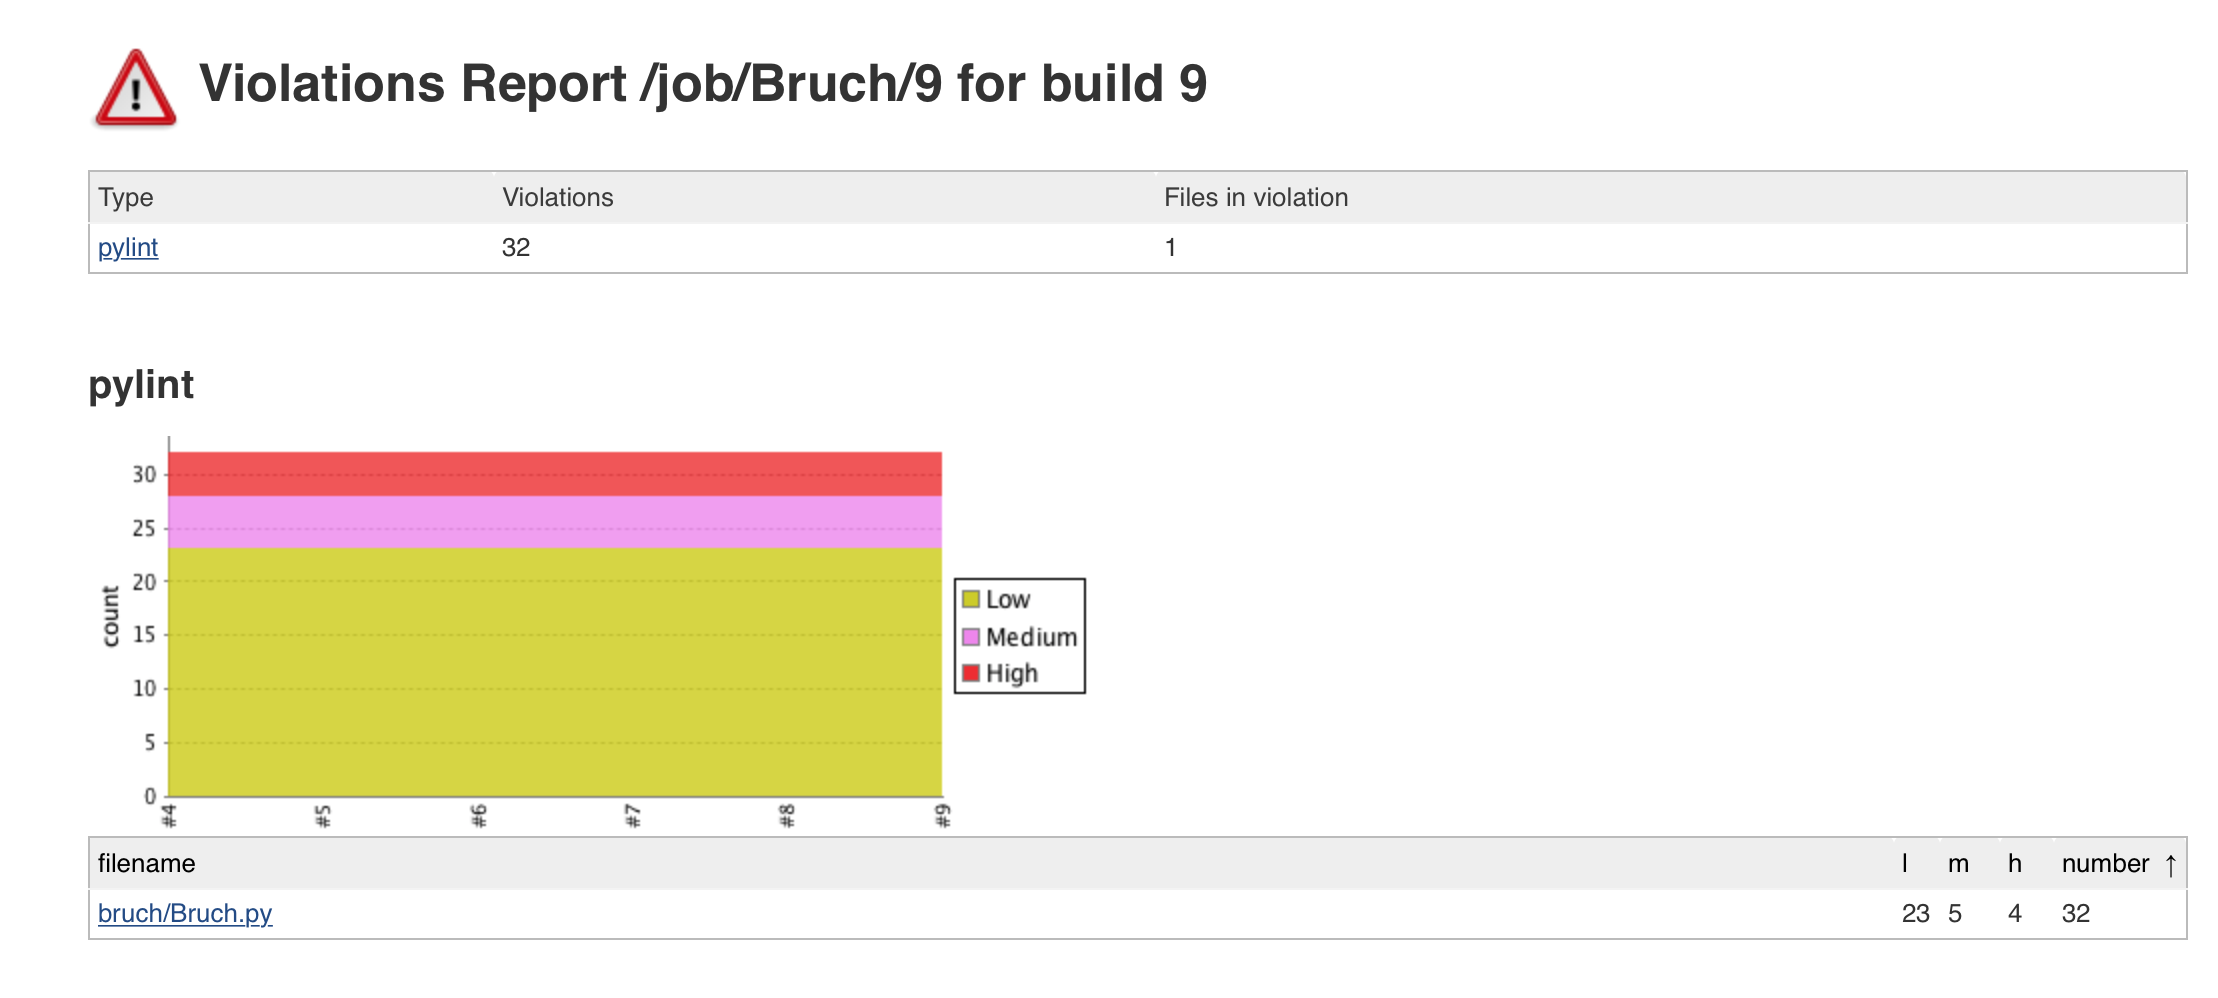 Violations Report /job/Bruch/9 for build 9
Type Violations Files in violation
pylint 32 1
pylint
30
25
20
15
10
5
0
count
#4 #5 #6 #7 #8 #9
Low
Medium
High
filename l m h number ↑
bruch/Bruch.py 23 5 4 32